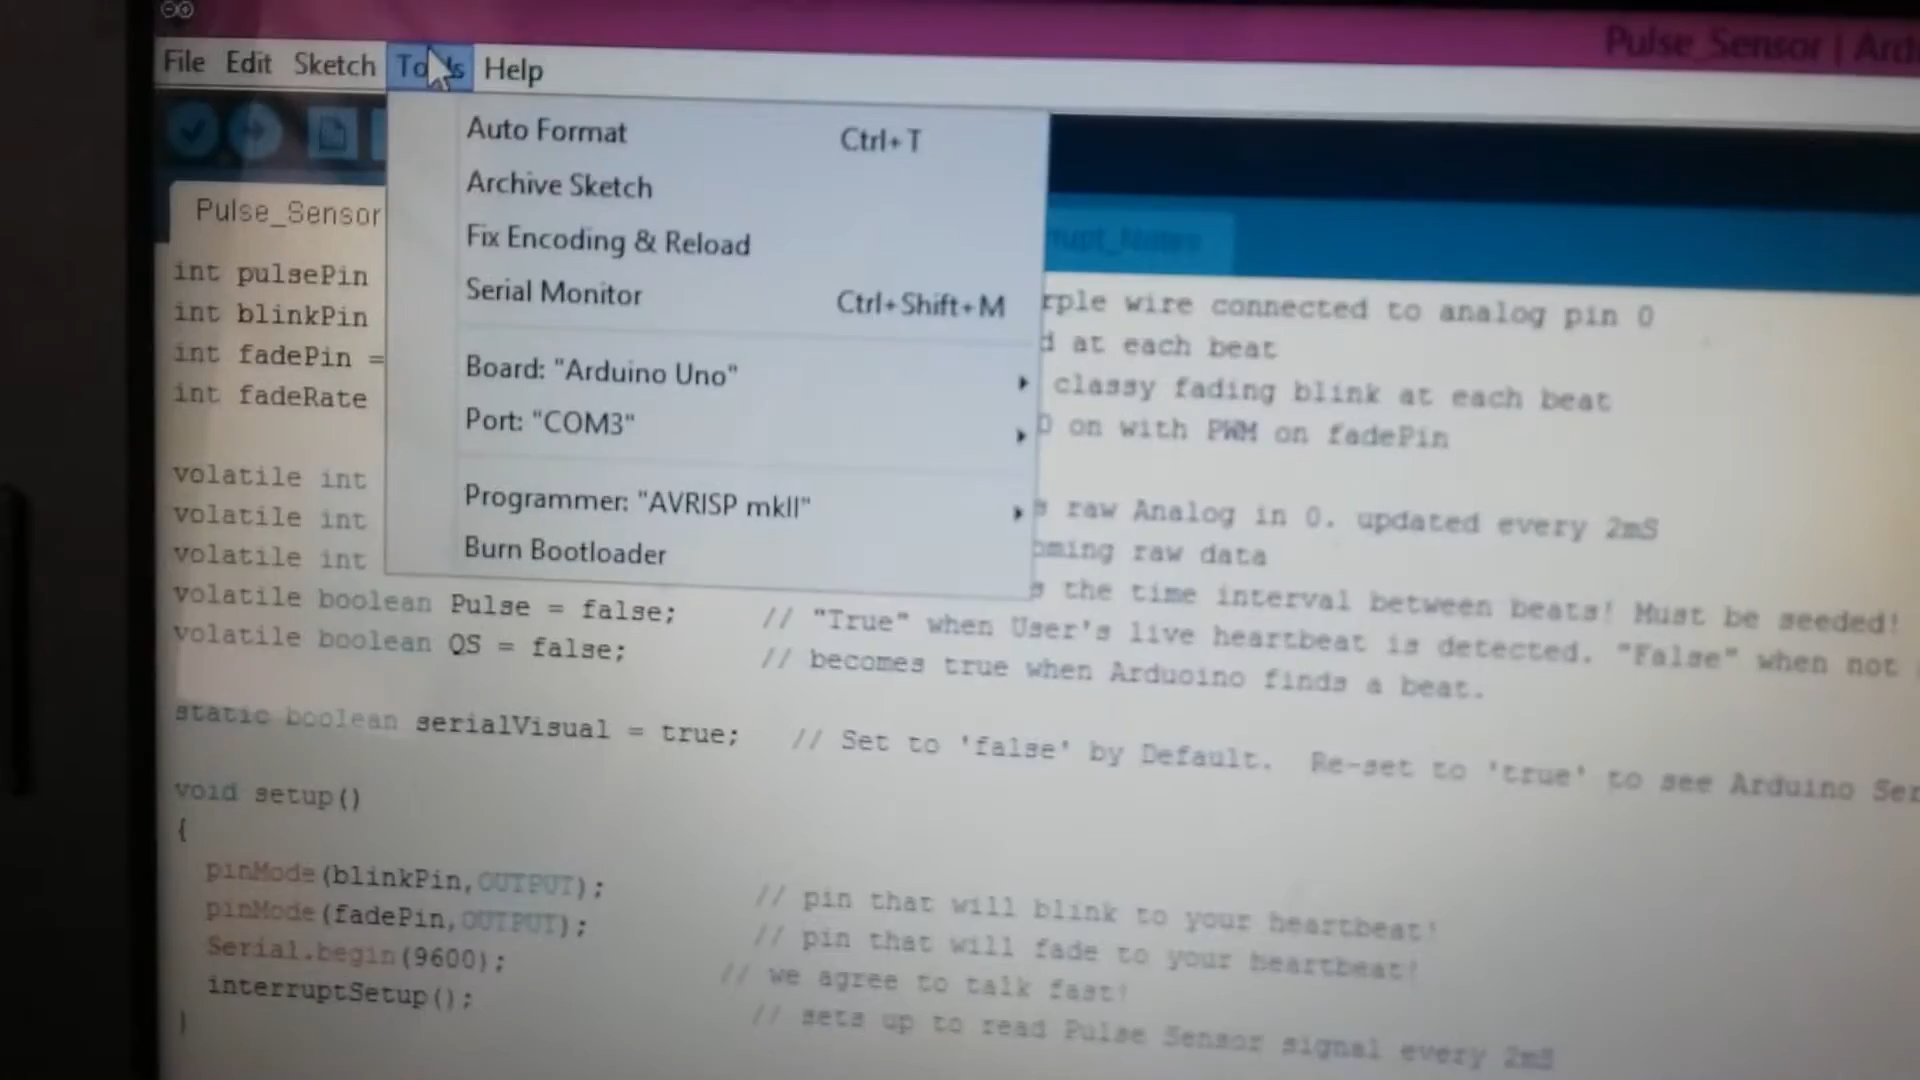 Pulse_Sensor | Ard
File Edit Sketch Tools Help
Auto Format Ctrl+T
Archive Sketch
Fix Encoding & Reload
Serial Monitor Ctrl+Shift+M
Board: "Arduino Uno"
Port: "COM3"
Programmer: "AVRISP mkII"
Burn Bootloader
Pulse_Sensor rupt_Notes
int pulsePin rple wire connected to analog pin 0
int blinkPin d at each beat
int fadePin = classy fading blink at each beat
int fadeRate D on with PWM on fadePin
volatile int s raw Analog in 0. updated every 2mS
volatile int oming raw data
volatile int s the time interval between beats! Must be seeded!
volatile boolean Pulse = false; // "True" when User's live heartbeat is detected. "False" when not
volatile boolean QS = false; // becomes true when Arduoino finds a beat.
static boolean serialVisual = true; // Set to 'false' by Default. Re-set to 'true' to see Arduino Ser
void setup()
{
pinMode(blinkPin,OUTPUT); // pin that will blink to your heartbeat!
pinMode(fadePin,OUTPUT); // pin that will fade to your heartbeat!
Serial.begin(9600); // we agree to talk fast!
interruptSetup(); // sets up to read Pulse Sensor signal every 2mS
}